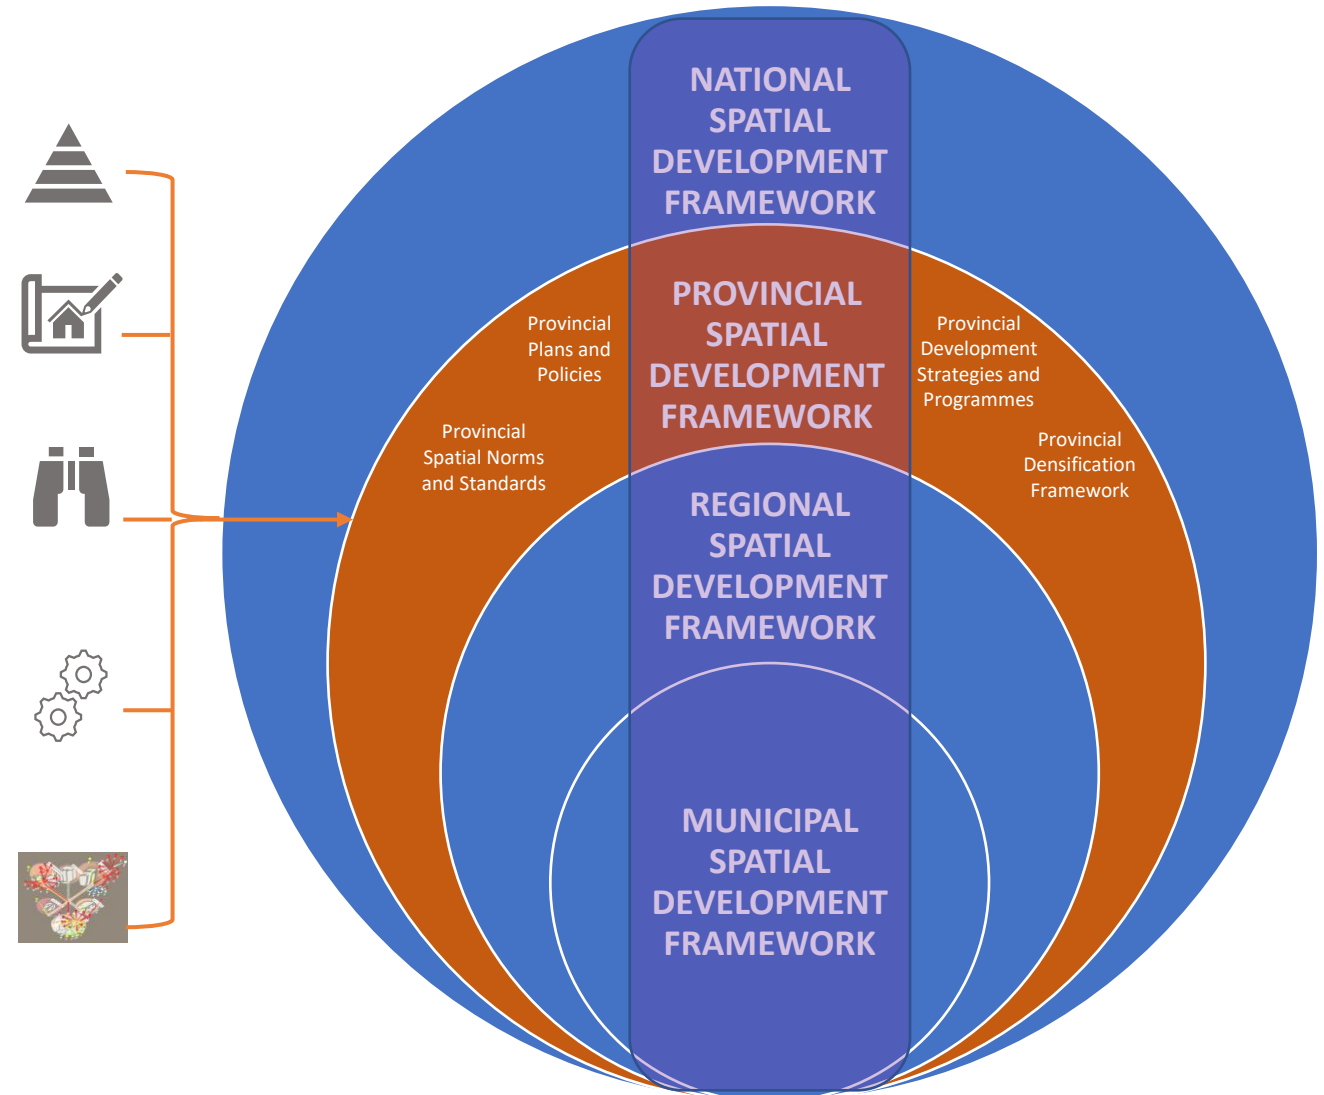 NATIONAL
SPATIAL
DEVELOPMENT
FRAMEWORK
PROVINCIAL
SPATIAL
DEVELOPMENT
FRAMEWORK
Provincial
Plans and
Policies
Provincial
Development
Strategies and
Programmes
Provincial
Spatial Norms
and Standards
Provincial
Densification
Framework
REGIONAL
SPATIAL
DEVELOPMENT
FRAMEWORK
MUNICIPAL
SPATIAL
DEVELOPMENT
FRAMEWORK